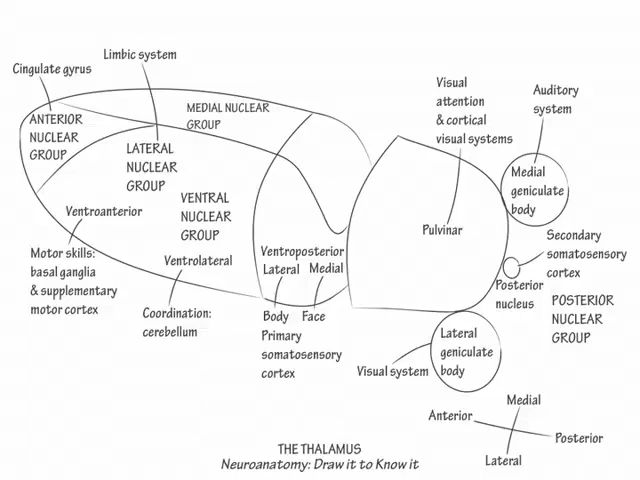 Limbic system
Cingulate gyrus
ANTERIOR
NUCLEAR
GROUP
MEDIAL NUCLEAR
GROUP
LATERAL
NUCLEAR
GROUP
VENTRAL
NUCLEAR
GROUP
Ventroanterior
Motor skills:
basal ganglia
& supplementary
motor cortex
Ventrolateral
Coordination:
cerebellum
Ventroposterior
Lateral Medial
Body Face
Primary
somatosensory
cortex
Visual
attention
& cortical
visual systems
Pulvinar
Auditory
system
Medial
geniculate
body
Secondary
somatosensory
cortex
Posterior
nucleus
POSTERIOR
NUCLEAR
GROUP
Lateral
geniculate
body
Visual system
Medial
Anterior
Posterior
Lateral
THE THALAMUS
Neuroanatomy: Draw it to Know it